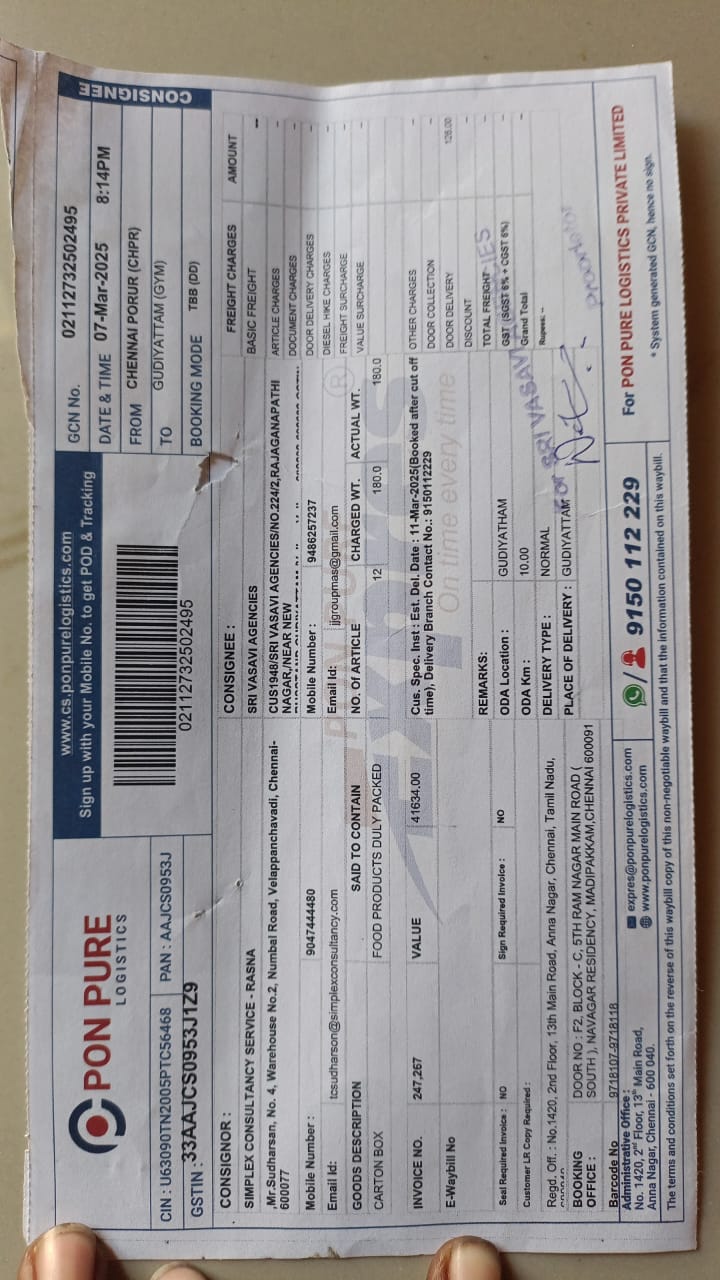 PON PURE
LOGISTICS
www.cs.ponpurelogistics.com
Sign up with your Mobile No. to get POD & Tracking
CONSIGNEE
CIN : U63090TN2005PTC56468 PAN : AAJCS0953J
GSTIN : 33AAJCS0953J1Z9
02112732502495
GCN No. 02112732502495
DATE & TIME 07-Mar-2025 8:14PM
FROM CHENNAI PORUR (CHPR)
TO GUDIYATTAM (GYM)
BOOKING MODE TBB (DD)
CONSIGNOR :
SIMPLEX CONSULTANCY SERVICE - RASNA
,Mr.Sudharsan, No. 4, Warehouse No.2, Numbal Road, Velappanchavadi, Chennai-
600077
Mobile Number : 9047444480
Email Id: tcsudharson@simplexconsultancy.com
CONSIGNEE :
SRI VASAVI AGENCIES
CUS1948/SRI VASAVI AGENCIES/NO.224/2,RAJAGANAPATHI
NAGAR,/NEAR NEW
Mobile Number : 9486257237
Email Id: jjgroupmas@gmail.com
FREIGHT CHARGES AMOUNT
BASIC FREIGHT --
ARTICLE CHARGES -
DOCUMENT CHARGES -
DOOR DELIVERY CHARGES -
DIESEL HIKE CHARGES -
FREIGHT SURCHARGE -
VALUE SURCHARGE -
OTHER CHARGES -
DOOR COLLECTION -
DOOR DELIVERY 126.00
DISCOUNT
TOTAL FREIGHT -
GST (SGST 6% + CGST 6%) -
Grand Total -
Rupees: --
GOODS DESCRIPTION SAID TO CONTAIN NO. Of ARTICLE CHARGED WT. ACTUAL WT.
CARTON BOX FOOD PRODUCTS DULY PACKED 12 180.0 180.0
INVOICE NO. 247,267 VALUE 41634.00
Cus. Spec. Inst : Est. Del. Date : 11-Mar-2025(Booked after cut off
time), Delivery Branch Contact No.: 9150112229
E-Waybill No
On time every time
REMARKS:
Seal Required Invoice : NO Sign Required Invoice : NO
ODA Location : GUDIYATHAM
Customer LR Copy Required :
ODA Km : 10.00
DELIVERY TYPE : NORMAL
PLACE OF DELIVERY : GUDIYATTAM
For SRI VASAVI
Proprietor
Regd. Off. : No.1420, 2nd Floor, 13th Main Road, Anna Nagar, Chennai, Tamil Nadu,
BOOKING OFFICE : DOOR NO : F2, BLOCK - C, 5TH RAM NAGAR MAIN ROAD (
SOUTH ), NAVAGAR RESIDENCY, MADIPAKKAM,CHENNAI 600091
Barcode No 9718107-9718118
Administrative Office :
No. 1420, 2nd Floor, 13th Main Road,
Anna Nagar, Chennai - 600 040.
expres@ponpurelogistics.com
www.ponpurelogistics.com
/ 9150 112 229
For PON PURE LOGISTICS PRIVATE LIMITED
* System generated GCN, hence no sign.
The terms and conditions set forth on the reverse of this waybill copy of this non-negotiable waybill and that the information contained on this waybill.